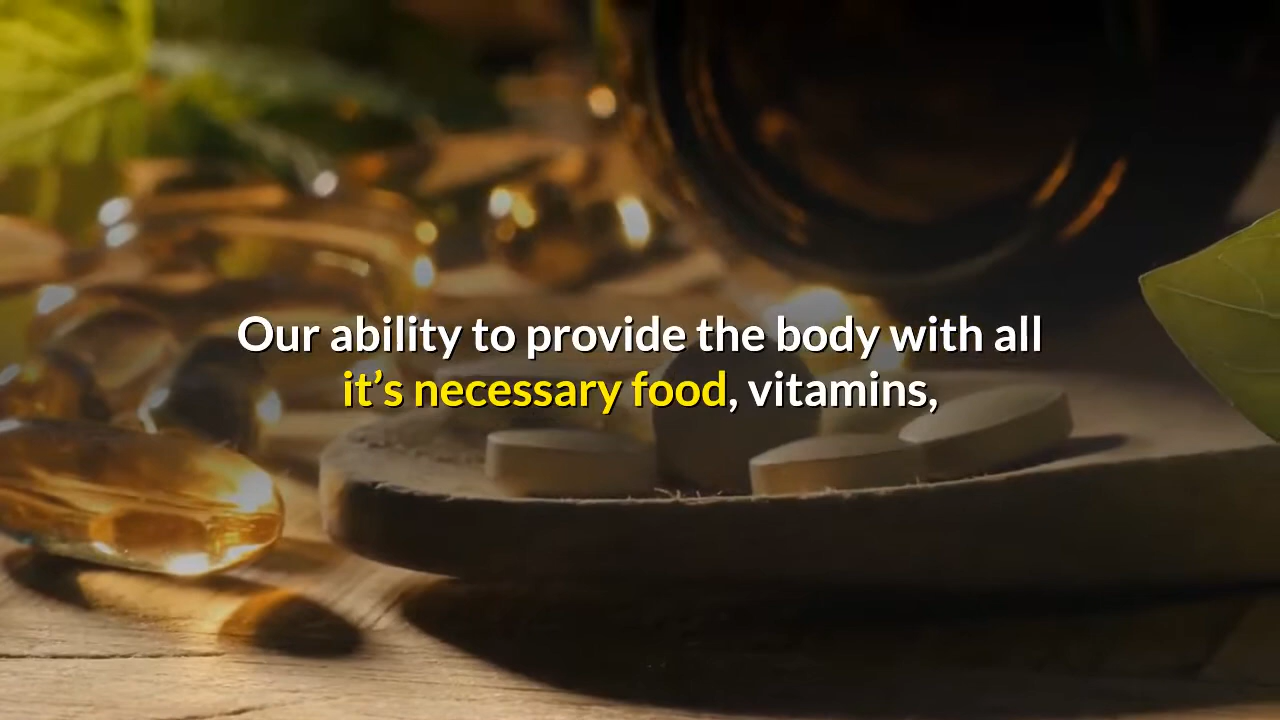 Our ability to provide the body with all
it’s necessary food, vitamins,